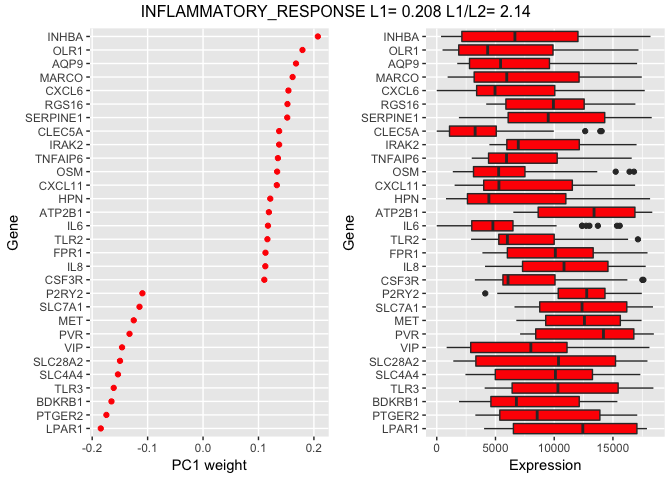 INFLAMMATORY_RESPONSE L1= 0.208 L1/L2= 2.14
Gene
INHBA
OLR1
AQP9
MARCO
CXCL6
RGS16
SERPINE1
CLEC5A
IRAK2
TNFAIP6
OSM
CXCL11
HPN
ATP2B1
IL6
TLR2
FPR1
IL8
CSF3R
P2RY2
SLC7A1
MET
PVR
VIP
SLC28A2
SLC4A4
TLR3
BDKRB1
PTGER2
LPAR1
-0.2 -0.1 0.0 0.1 0.2
PC1 weight
Gene
INHBA
OLR1
AQP9
MARCO
CXCL6
RGS16
SERPINE1
CLEC5A
IRAK2
TNFAIP6
OSM
CXCL11
HPN
ATP2B1
IL6
TLR2
FPR1
IL8
CSF3R
P2RY2
SLC7A1
MET
PVR
VIP
SLC28A2
SLC4A4
TLR3
BDKRB1
PTGER2
LPAR1
0 5000 10000 15000
Expression